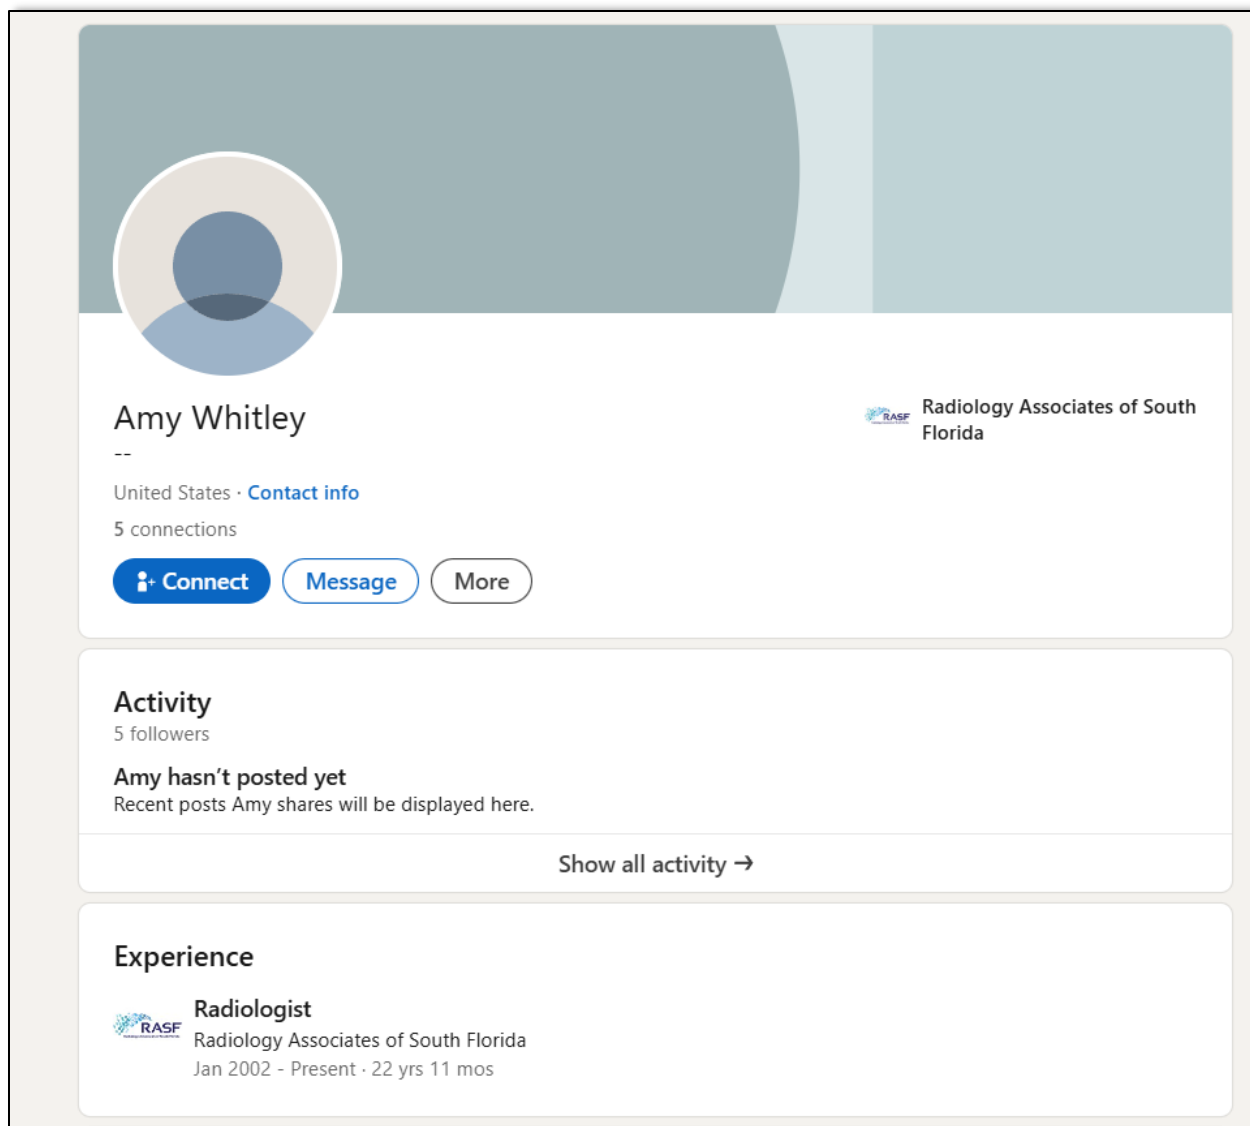 Amy Whitley
--
United States · Contact info
5 connections
Connect
Message
More
RASF
Radiology Associates of South
Florida
Activity
5 followers
Amy hasn’t posted yet
Recent posts Amy shares will be displayed here.
Show all activity →
Experience
RASF
Radiologist
Radiology Associates of South Florida
Jan 2002 - Present · 22 yrs 11 mos